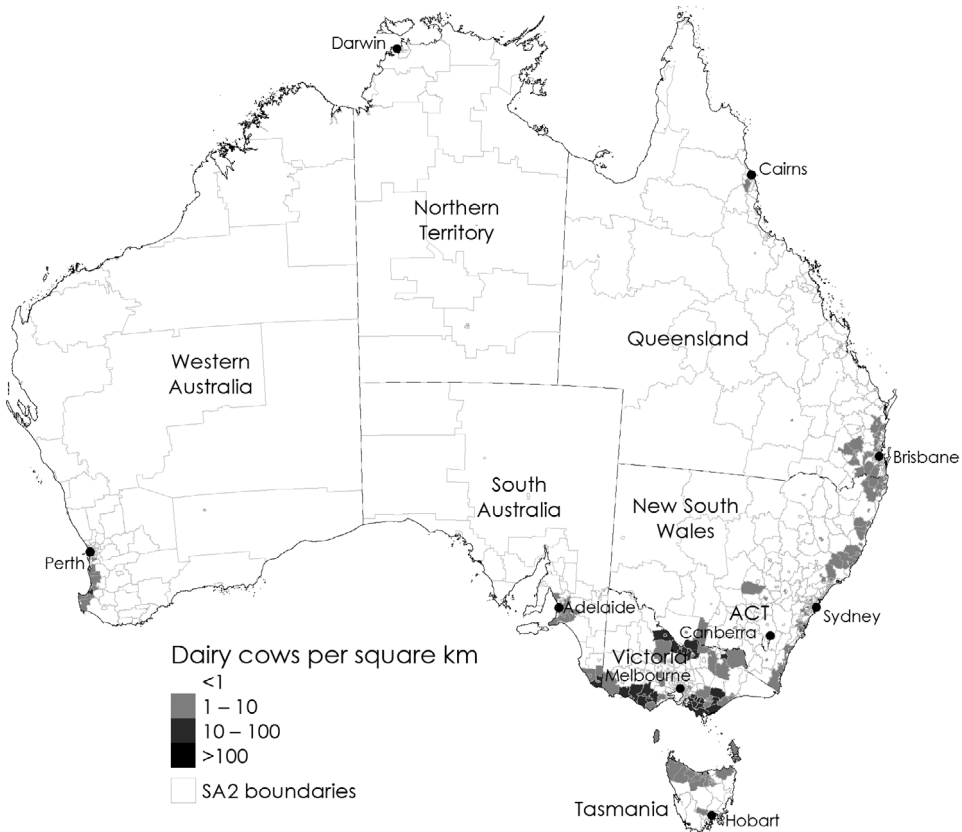 Darwin
Cairns
Northern
Territory
Queensland
Western
Australia
Brisbane
South
Australia
New South
Wales
Perth
Adelaide
ACT
Sydney
Canberra
Victoria
Melbourne
Dairy cows per square km
<1
1 – 10
10 – 100
>100
SA2 boundaries
Tasmania
Hobart